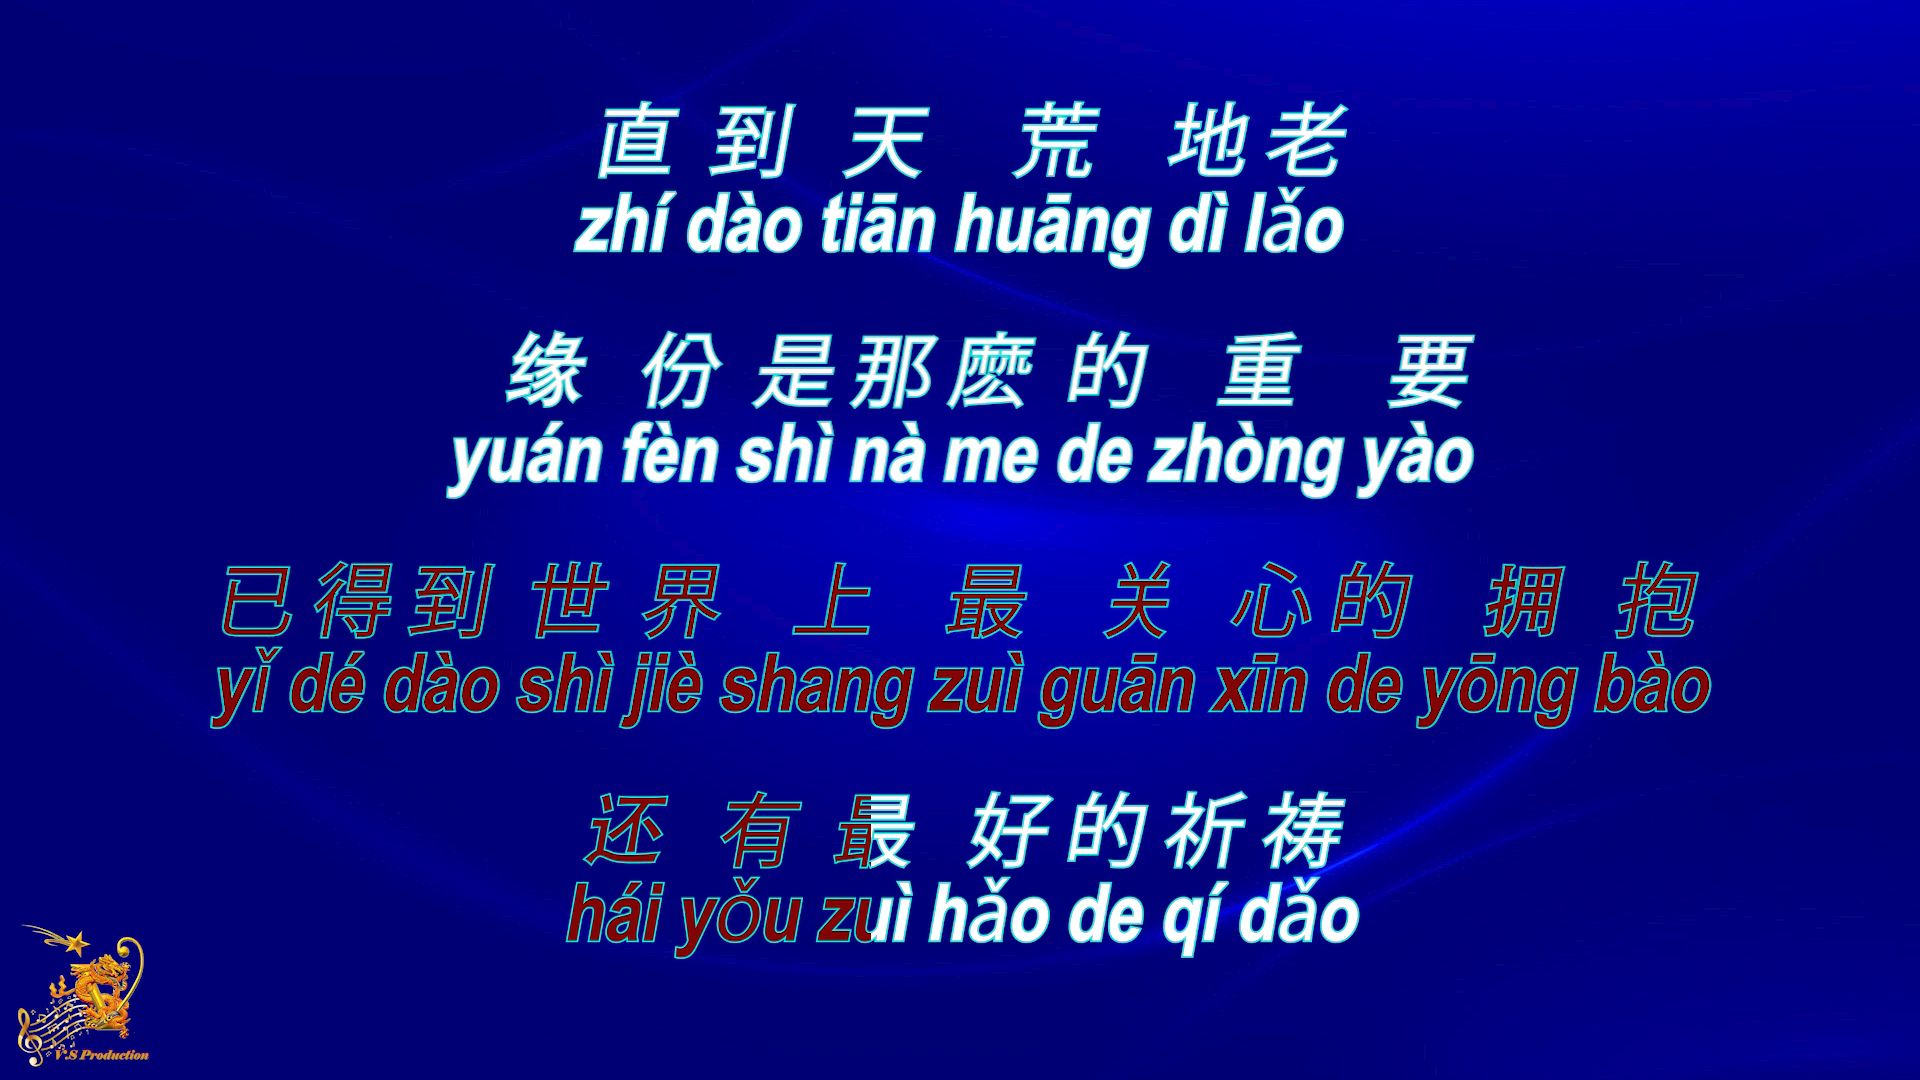 直到天荒地老
zhí dào tiān huāng dì lǎo
缘份是那麽的重要
yuán fèn shì nà me de zhòng yào
已得到世界上最关心的拥抱
yǐ dé dào shì jiè shang zuì guān xīn de yōng bào
还有最好的祈祷
hái yǒu zuì hǎo de qí dǎo
V.S Production